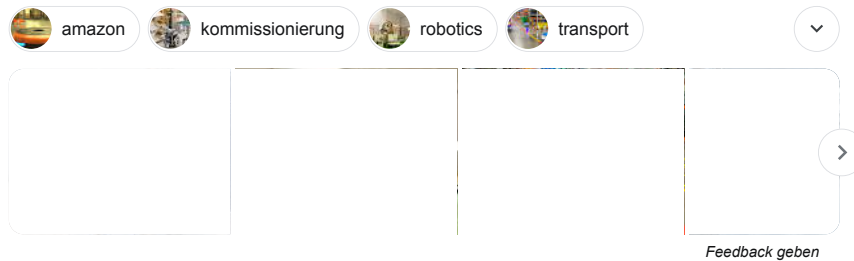 amazon kommissionierung robotics transport
Feedback geben